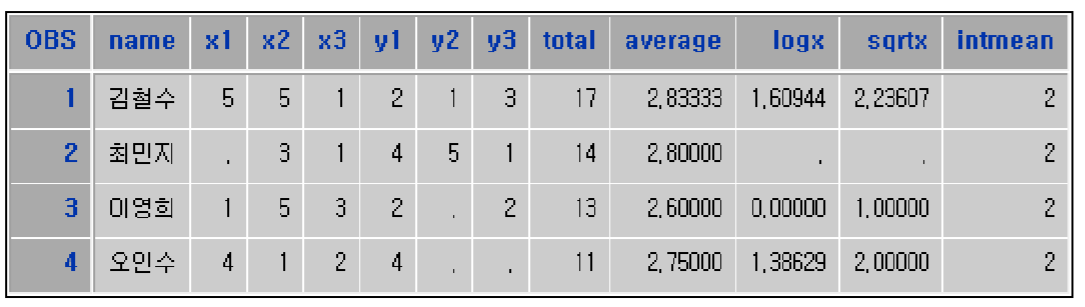 OBS name x1 x2 x3 y1 y2 y3 total average logx sqrtx intmean
1 김철수 5 5 1 2 1 3 17 2,83333 1,60944 2,23607 2
2 최민지 . 3 1 4 5 1 14 2,80000 . . 2
3 이영희 1 5 3 2 . 2 13 2,60000 0,00000 1,00000 2
4 오인수 4 1 2 4 . . 11 2,75000 1,38629 2,00000 2